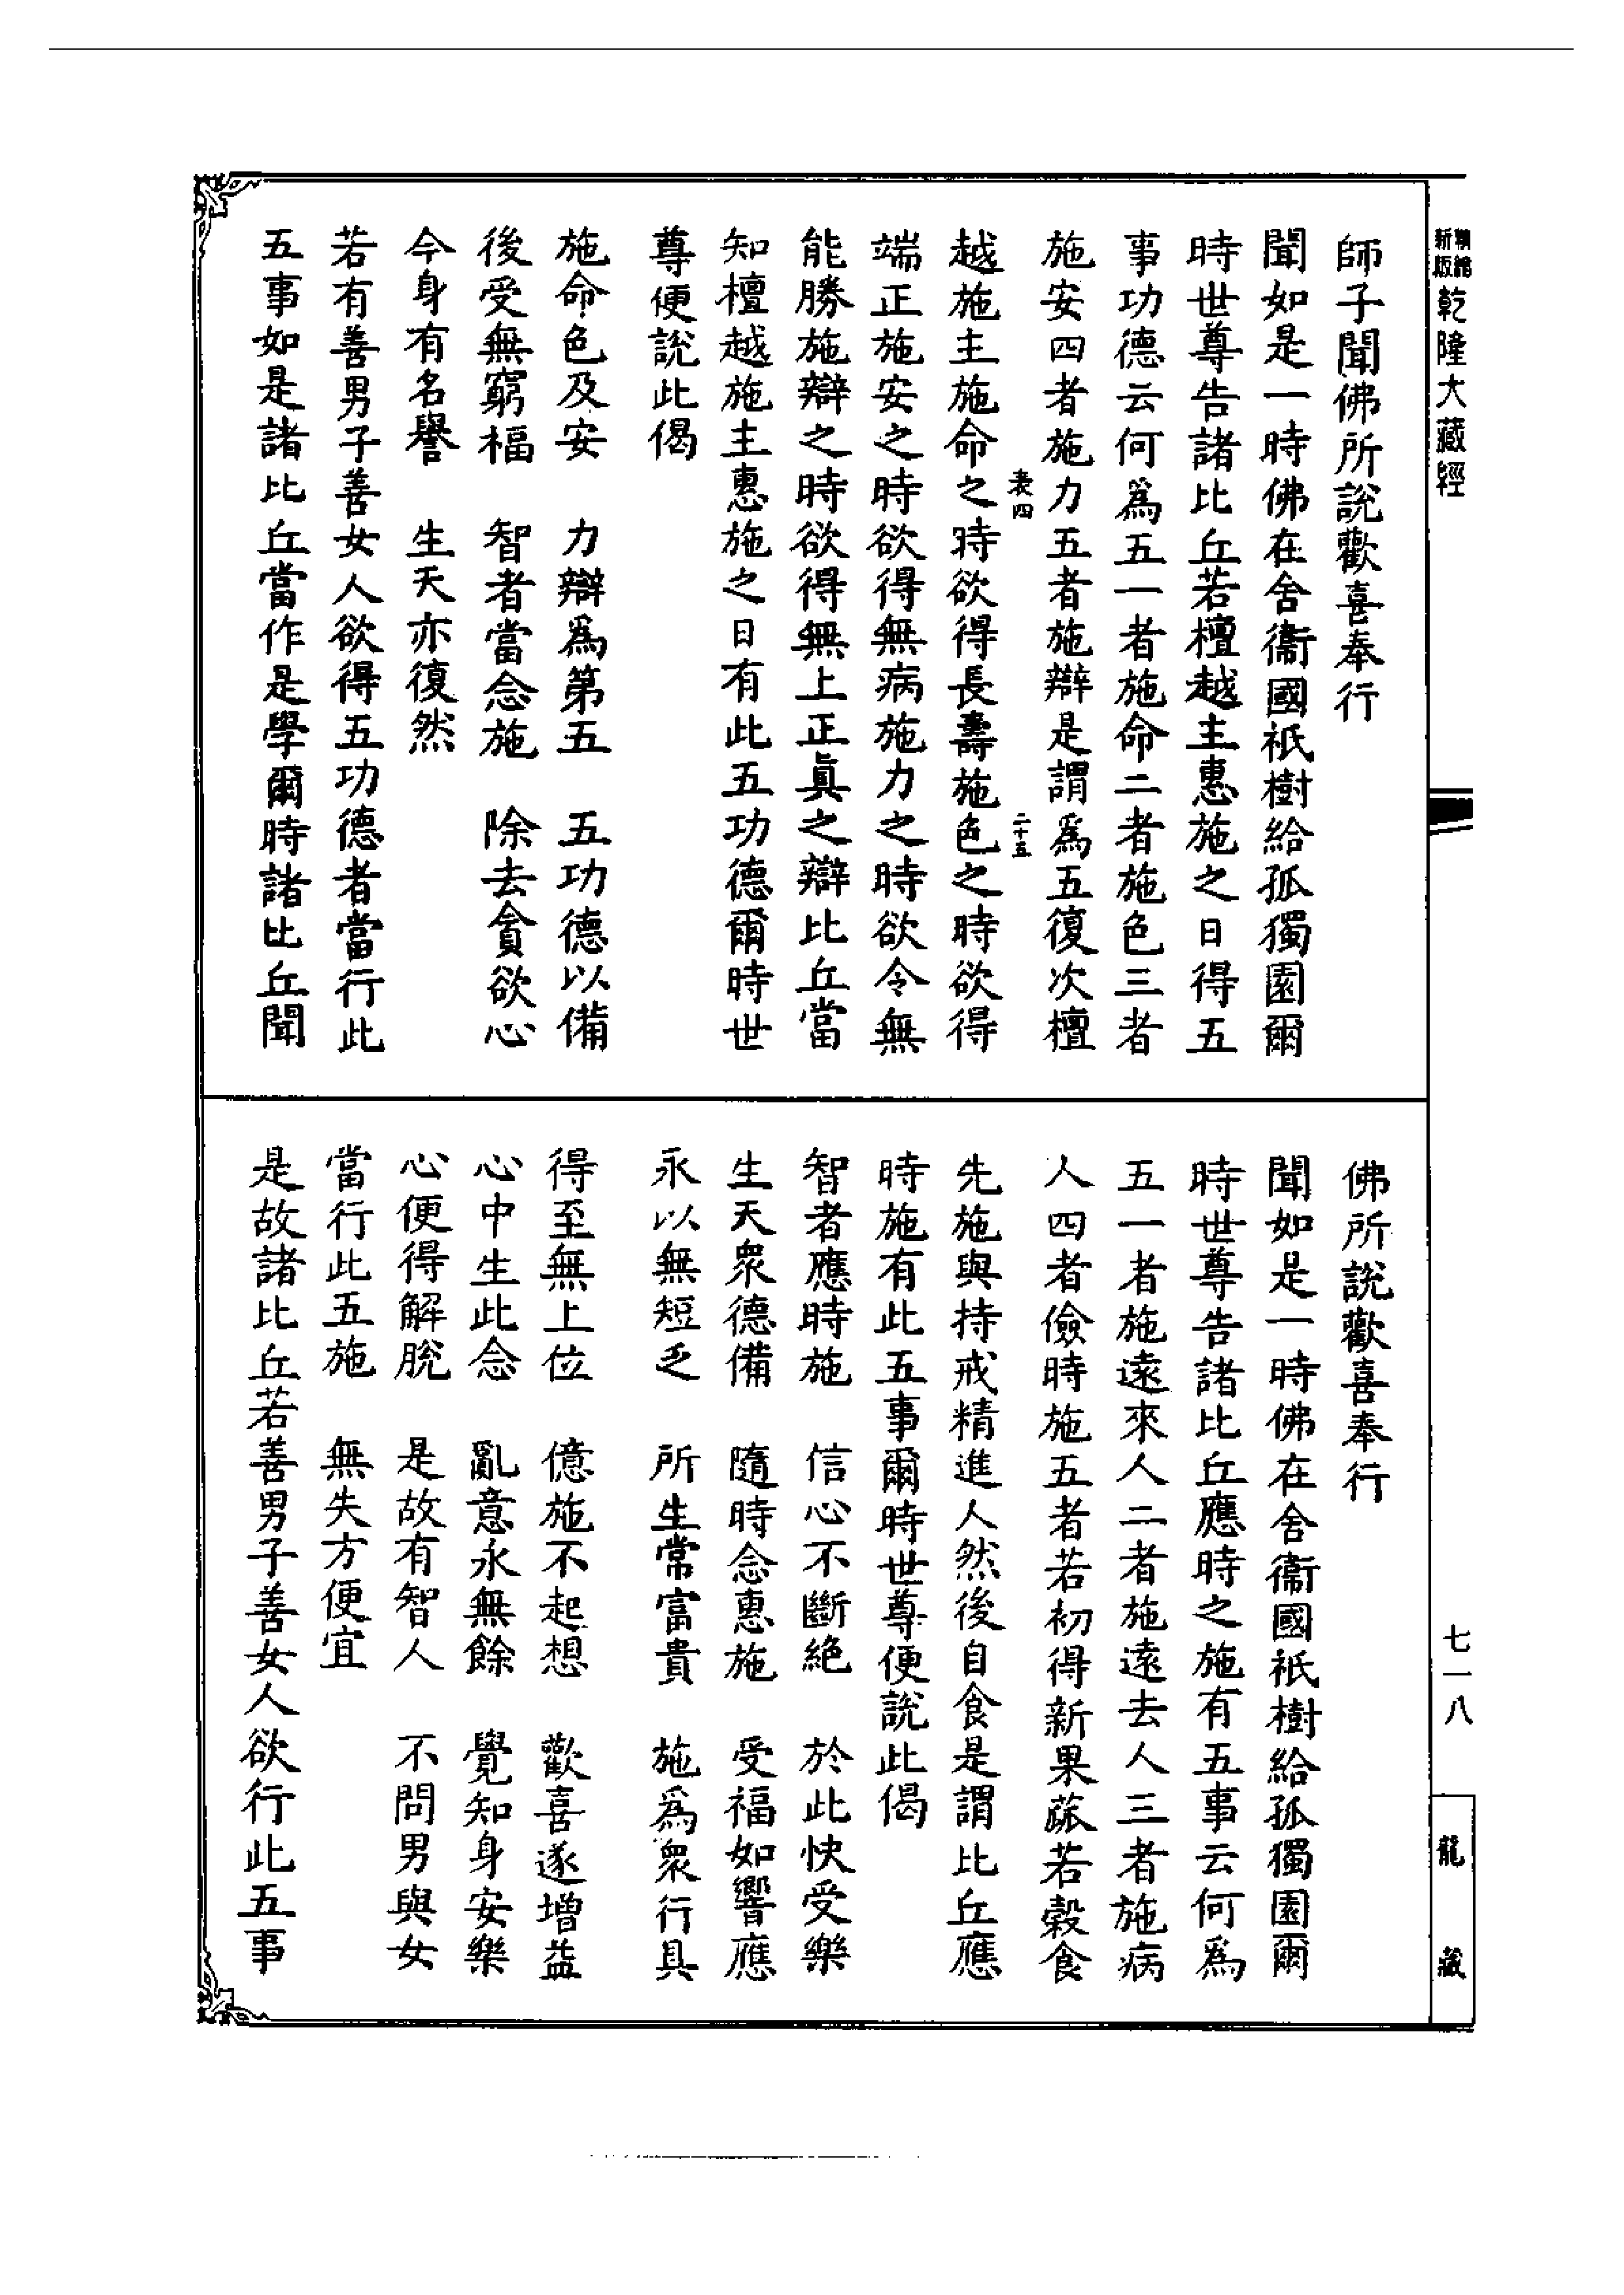 精縮新版乾隆大藏經
師子聞佛所說歡喜奉行
聞如是一時佛在舍衞國祇樹給孤獨園爾
時世尊告諸比丘若檀越主惠施之日得五
事功德云何爲五一者施命二者施色三者
施安四者施力五者施辯是謂爲五復次檀
表四 二十五
越施主施命之時欲得長壽施色之時欲得
端正施安之時欲得無病施力之時欲令無
能勝施辯之時欲得無上正眞之辯比丘當
知檀越施主惠施之日有此五功德爾時世
尊便說此偈
施命色及安 力辯爲第五 五功德以備
後受無窮福 智者當念施 除去貪欲心
今身有名譽 生天亦復然
若有善男子善女人欲得五功德者當行此
五事如是諸比丘當作是學爾時諸比丘聞
佛所說歡喜奉行
聞如是一時佛在舍衞國祇樹給孤獨園爾
時世尊告諸比丘應時之施有五事云何爲
五一者施遠來人二者施遠去人三者施病
人四者儉時施五者若初得新果蓏若穀食
先施與持戒精進人然後自食是謂比丘應
時施有此五事爾時世尊便說此偈
智者應時施 信心不斷絶 於此快受樂
生天衆德備 隨時念惠施 受福如響應
永以無短乏 所生常富貴 施爲衆行具
得至無上位 億施不起想 歡喜遂增益
心中生此念 亂意永無餘 覺知身安樂
心便得解脫 是故有智人 不問男與女
當行此五施 無失方便宜
是故諸比丘若善男子善女人欲行此五事
七一八
龍藏